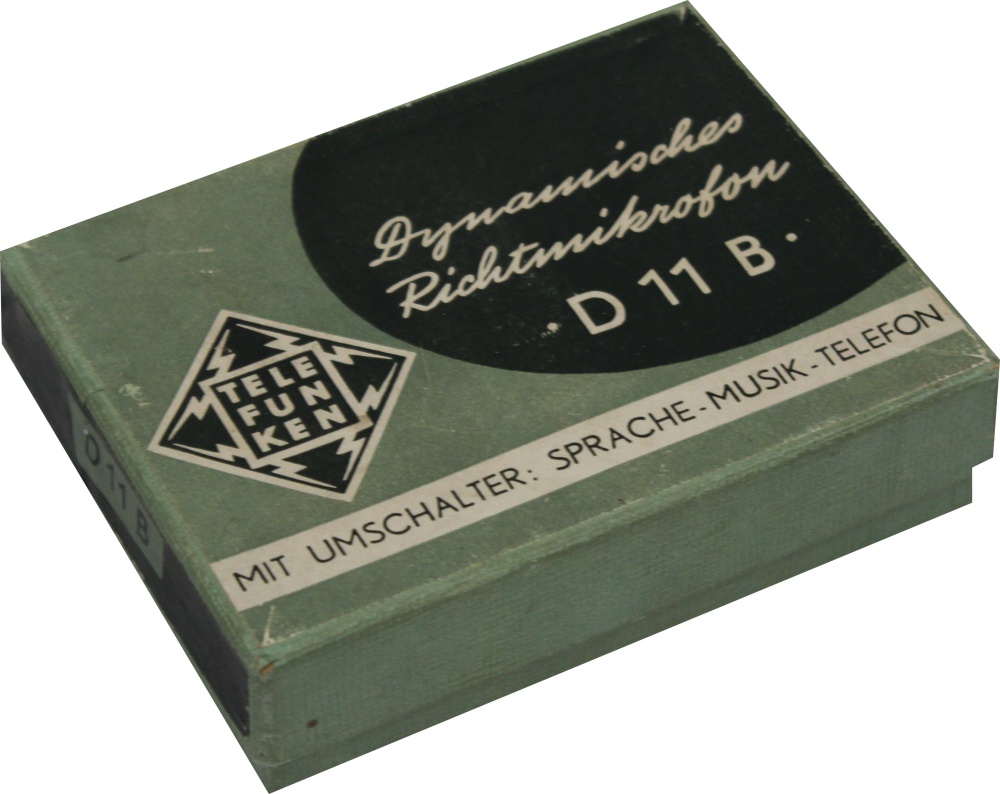 Dynamisches
Richtmikrofon
· D 11 B ·
TELE
FUN
KEN
MIT UMSCHALTER: SPRACHE-MUSIK-TELEFON
D 11 B